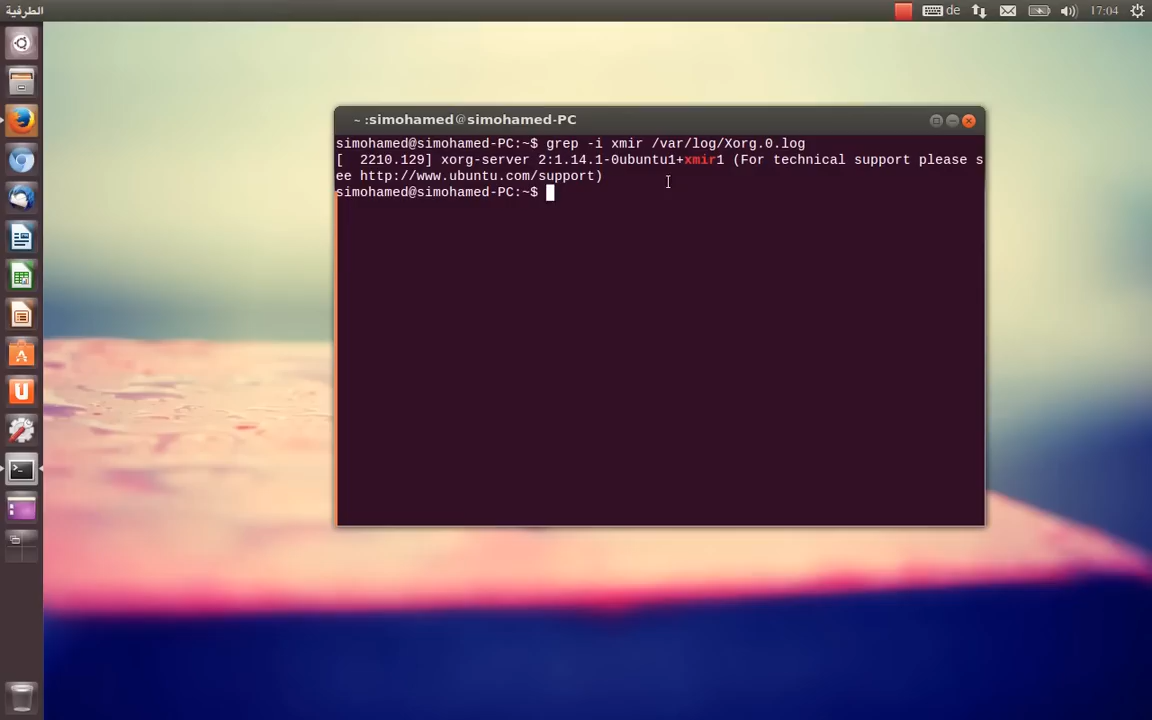 الطرفية
de
17:04
~ :simohamed@simohamed-PC
simohamed@simohamed-PC:~$ grep -i xmir /var/log/Xorg.0.log
[  2210.129] xorg-server 2:1.14.1-0ubuntu1+xmir1 (For technical support please s
ee http://www.ubuntu.com/support)
simohamed@simohamed-PC:~$